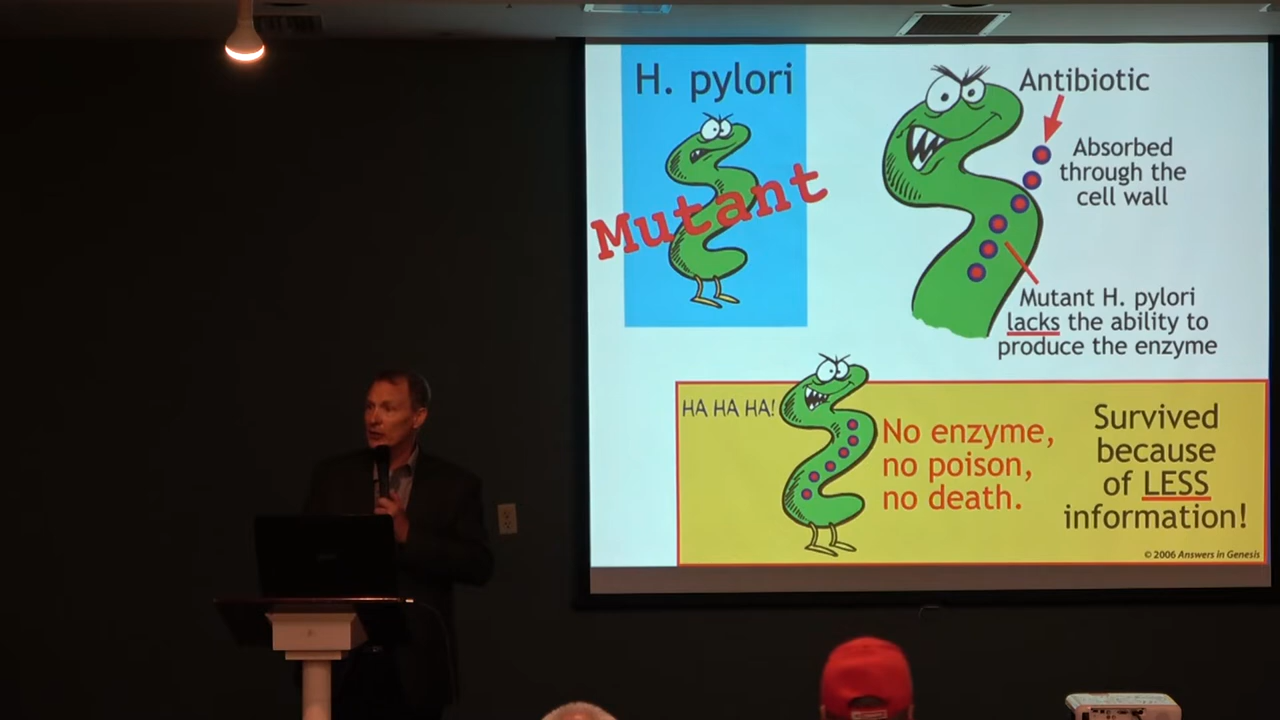 H. pylori
Mutant
Antibiotic
Absorbed
through the
cell wall
Mutant H. pylori
lacks the ability to
produce the enzyme
HA HA HA!
No enzyme,
no poison,
no death.
Survived
because
of LESS
information!
© 2006 Answers in Genesis